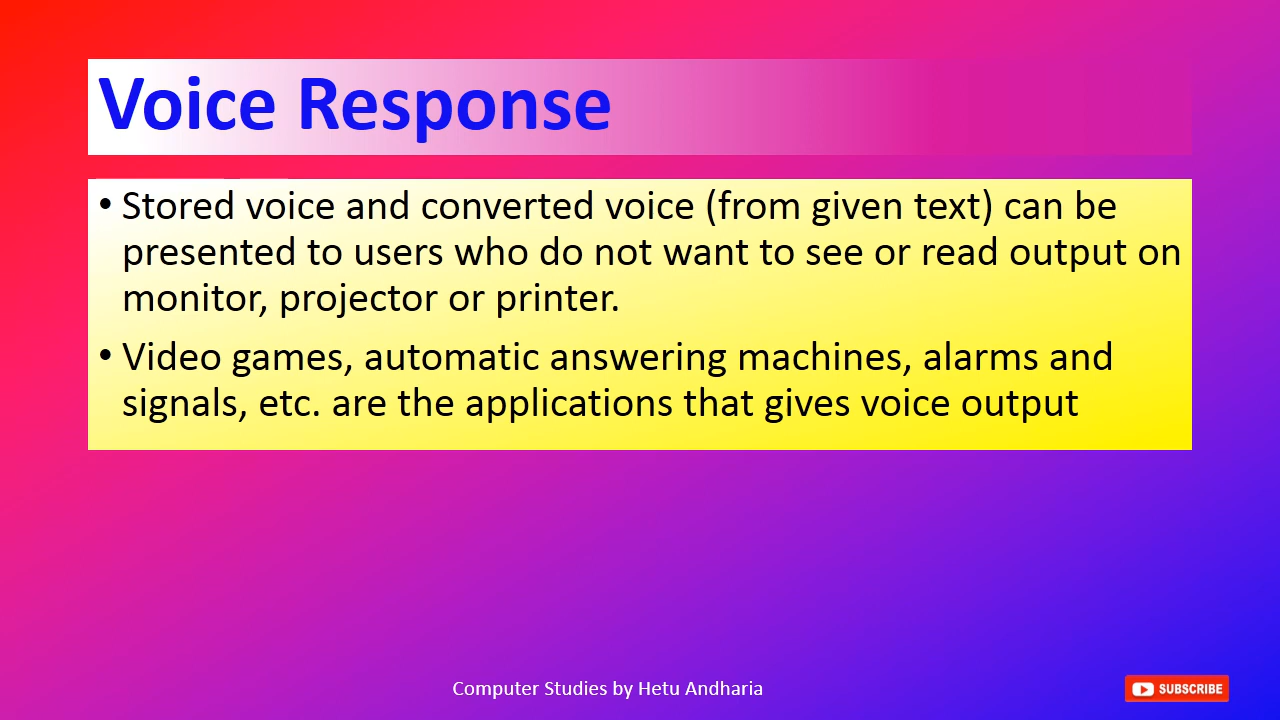 Voice Response
• Stored voice and converted voice (from given text) can be
presented to users who do not want to see or read output on
monitor, projector or printer.
• Video games, automatic answering machines, alarms and
signals, etc. are the applications that gives voice output
Computer Studies by Hetu Andharia
SUBSCRIBE